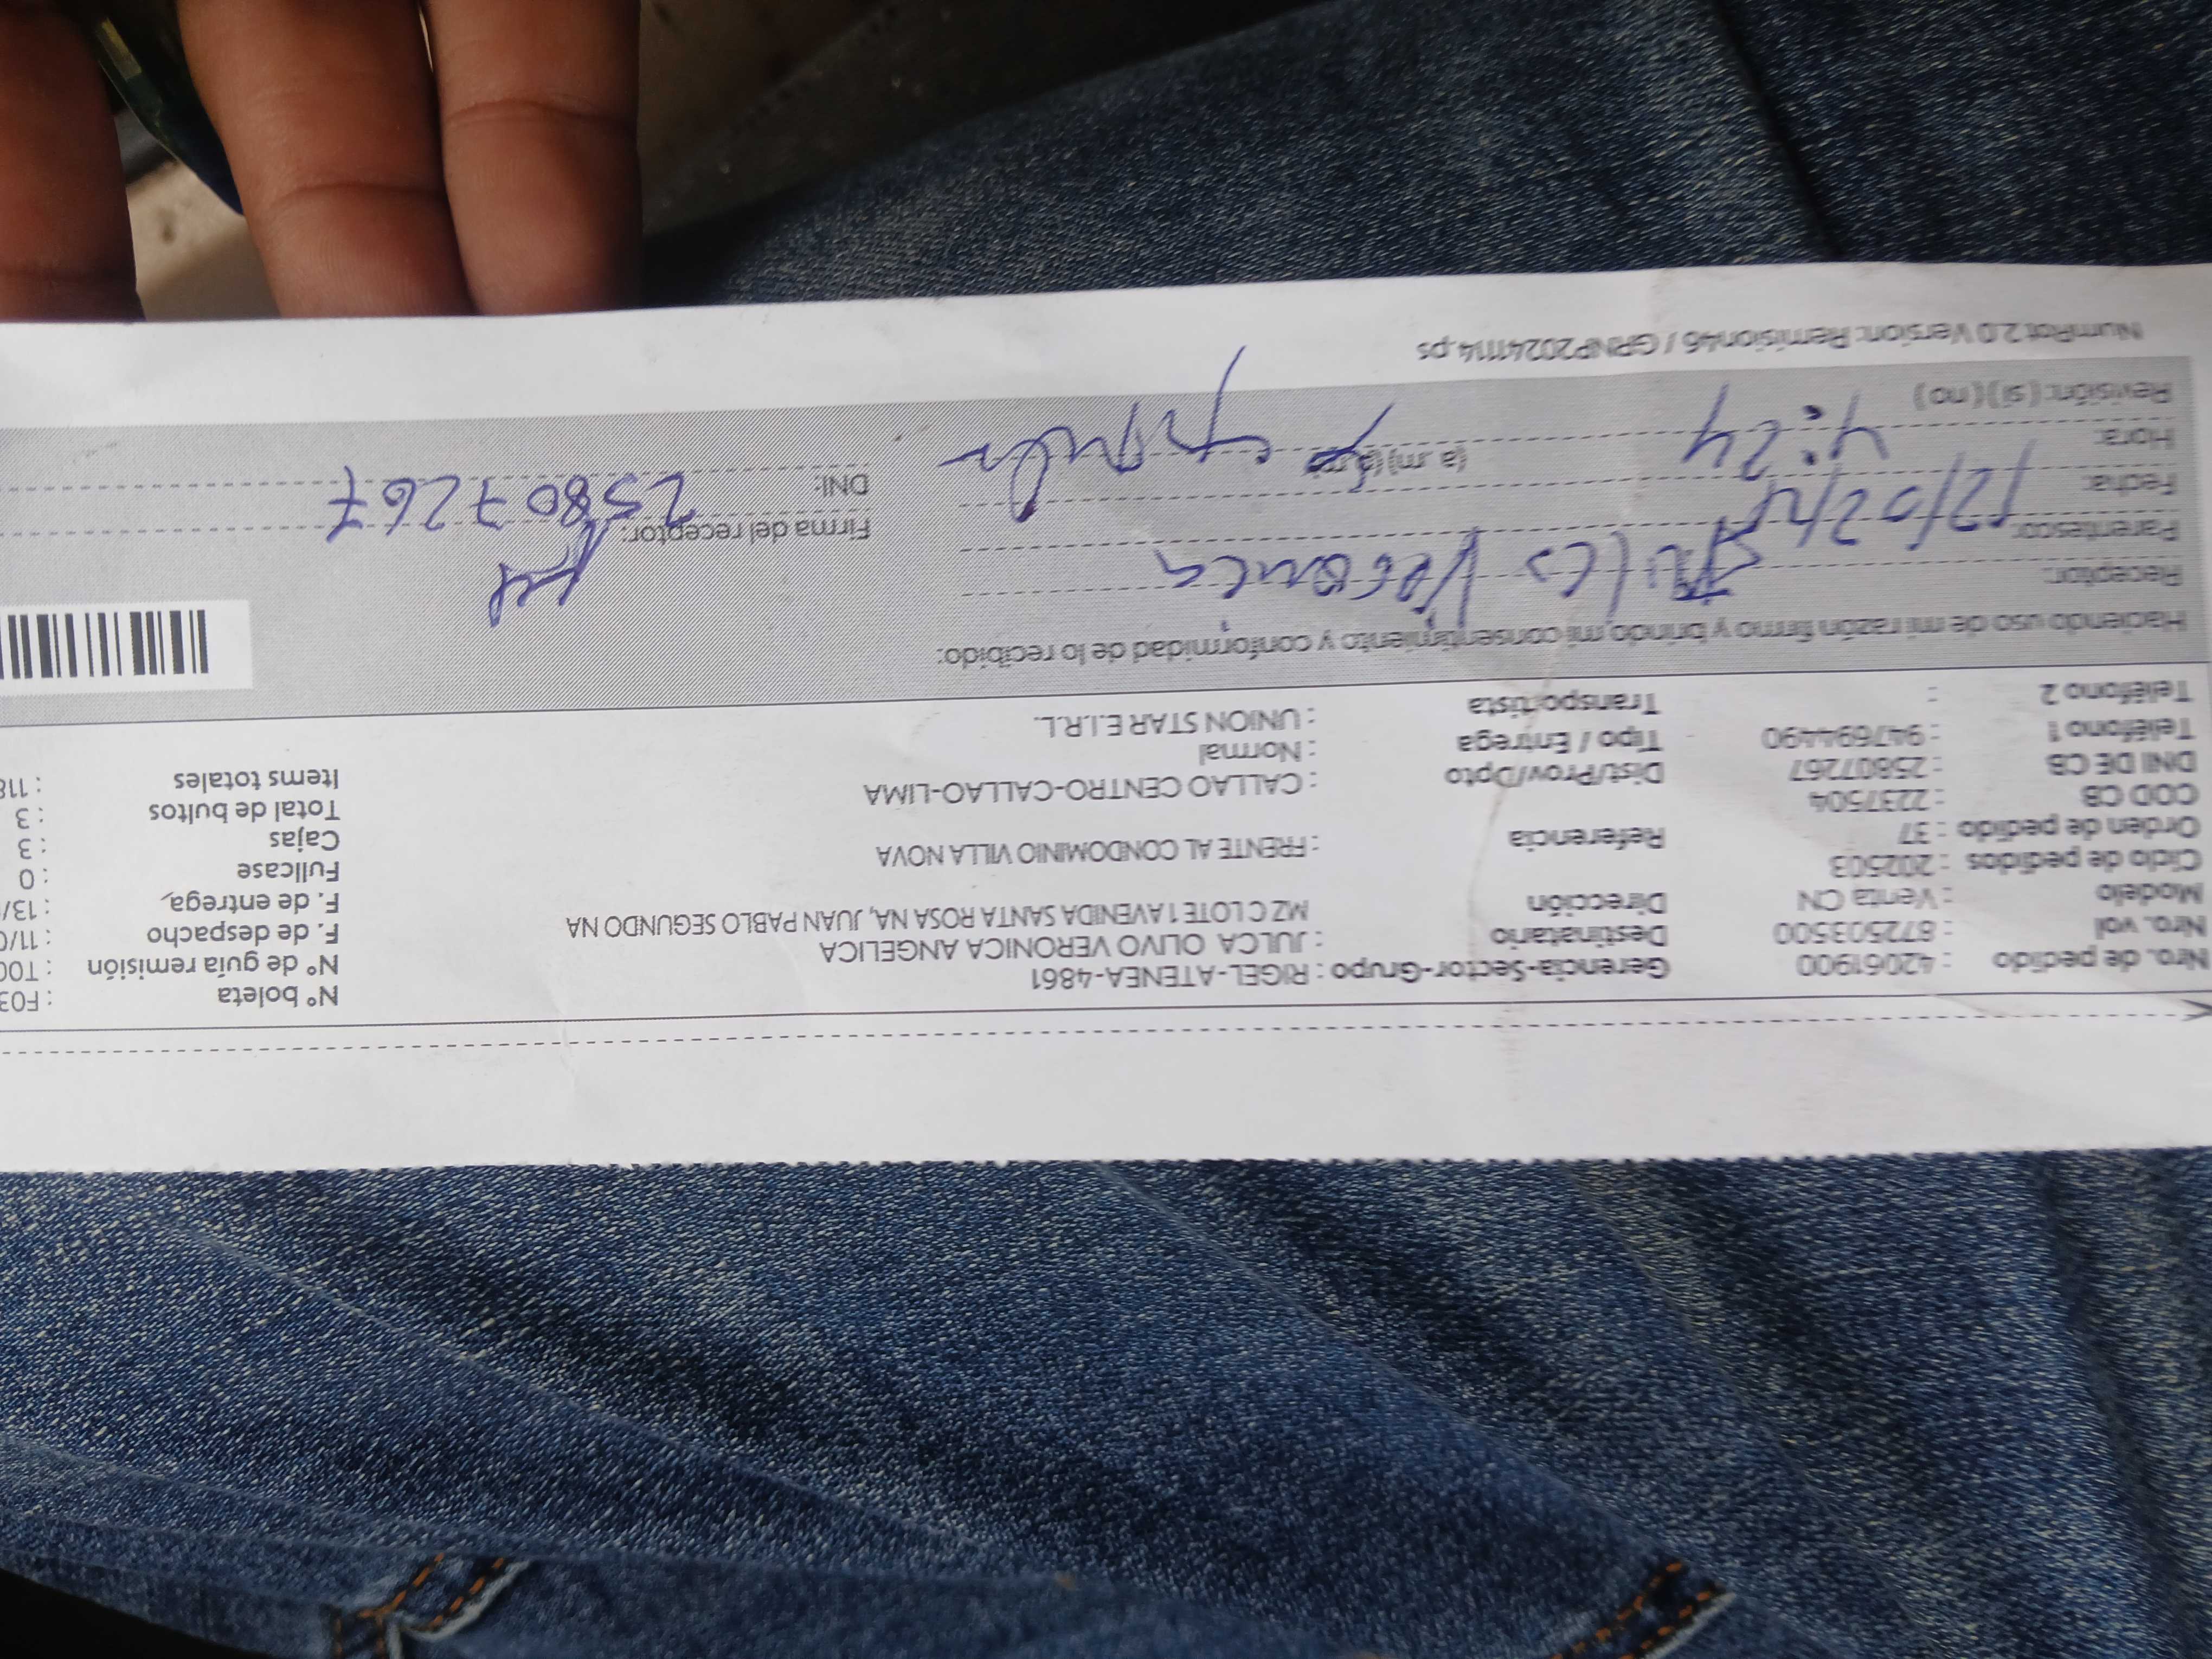 Nro. de pedido : 42061900 Gerencia-Sector-Grupo : RIGEL-ATENEA-4861 N° boleta : F03
Nro. vol : 872503500 Destinatario : JULCA OLIVO VERONICA ANGELICA N° de guía remisión : T00
Modelo : Venta CN Dirección MZ C LOTE 1 AVENIDA SANTA ROSA NA, JUAN PABLO SEGUNDO NA F. de despacho : 11/0
Ciclo de pedidos : 202503 F. de entrega : 13/
Orden de pedido : 37 Referencia : FRENTE AL CONDOMINIO VILLA NOVA Fullcase : 0
COD CB : 2237504 Cajas : 3
DNI DE CB : 25807267 Dist/Prov/Dpto : CALLAO CENTRO-CALLAO-LIMA Total de bultos : 3
Teléfono 1 : 947694490 Tipo / Entrega : Normal Items totales : 118
Teléfono 2 : Transportista : UNION STAR E.I.R.L.
Haciendo uso de mi razón firmo y brindo mi consentimiento y conformidad de lo recibido:
Receptor: Veronica
Parentesco: Firma del receptor:
Fecha: 12/02/
Hora: 4:24 (a.m) DNI: 25807267
Revisión: (si) (no)
NumRot 2.0 Version: Remision46 / GRNP20241114.ps